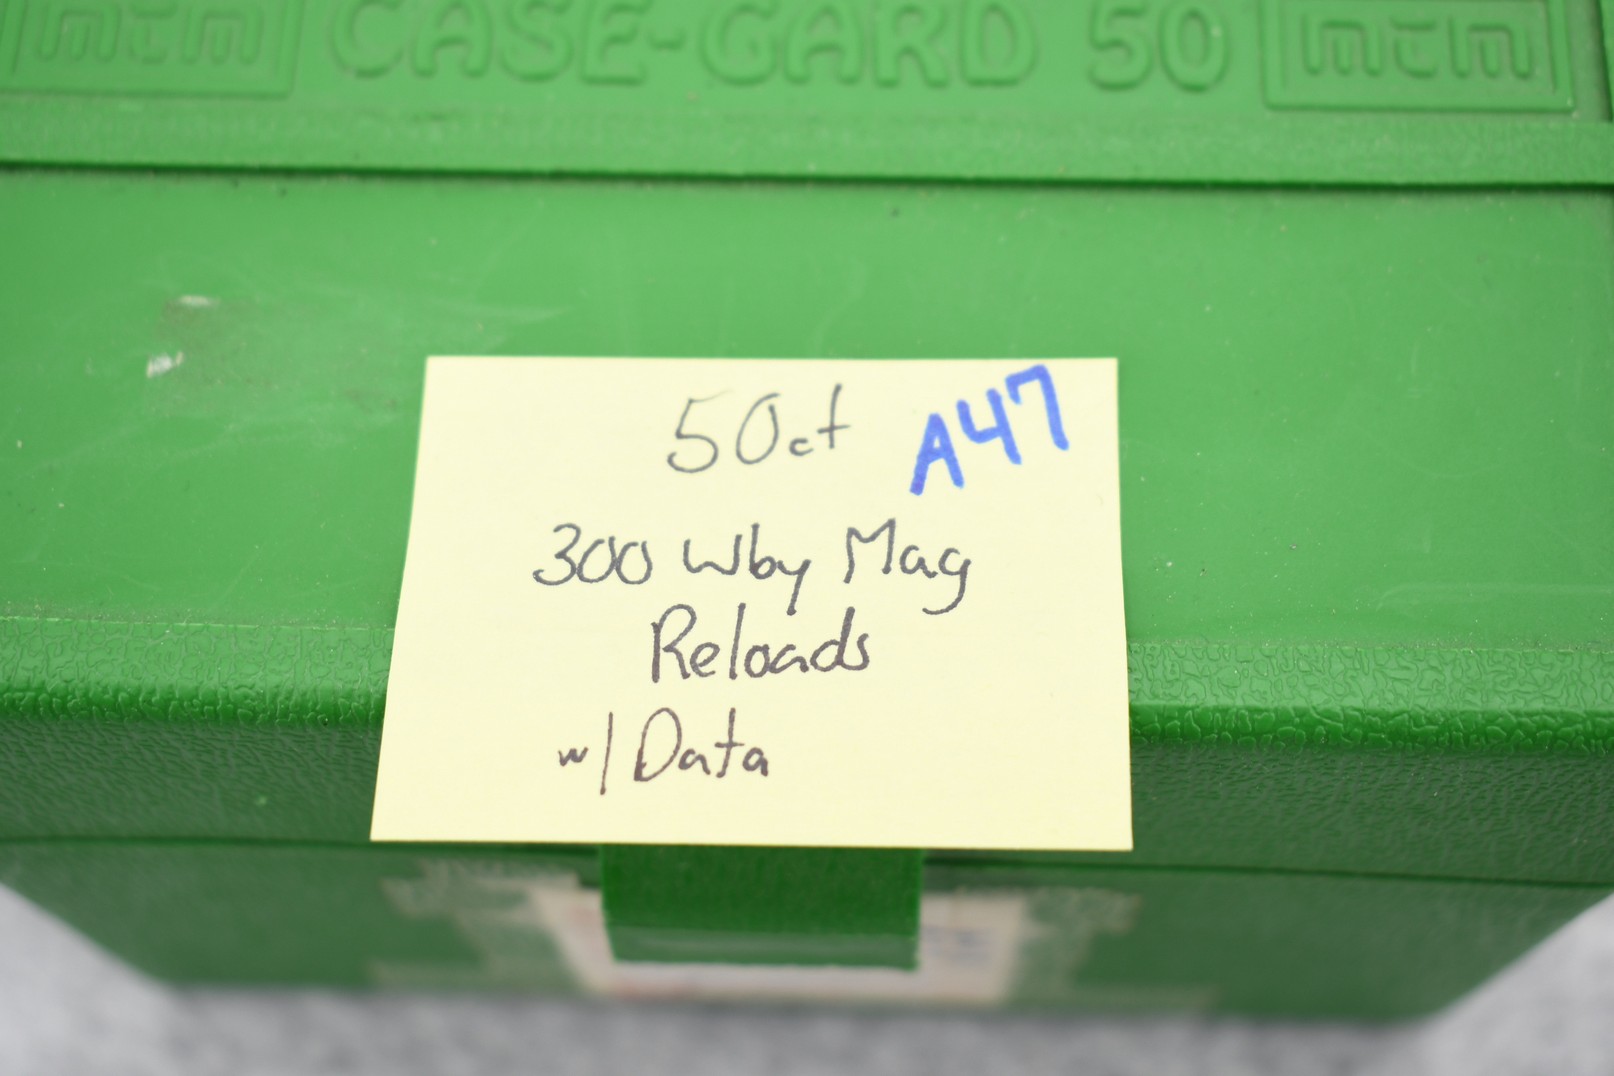 mtm CASE-GARD 50 mtm
50ct A47
300 Wby Mag
Reloads
w/ Data